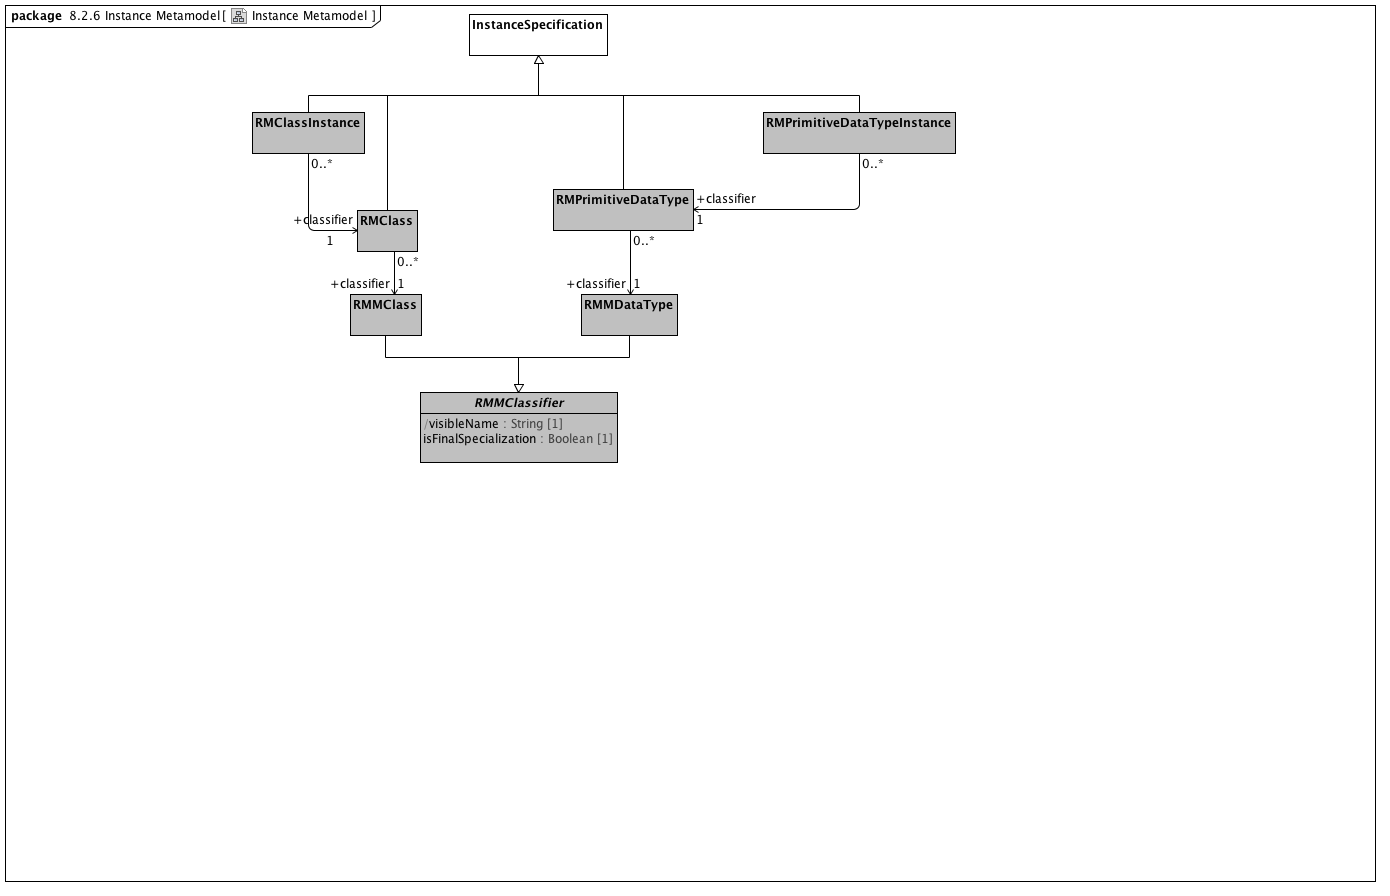 package 8.2.6 Instance Metamodel[ Instance Metamodel ]
InstanceSpecification
RMClassInstance
RMPrimitiveDataTypeInstance
0..*
0..*
RMPrimitiveDataType
+classifier
1
+classifier
1
RMClass
0..*
0..*
+classifier
1
+classifier
1
RMMClass
RMMDataType
RMMClassifier
/visibleName : String [1]
isFinalSpecialization : Boolean [1]